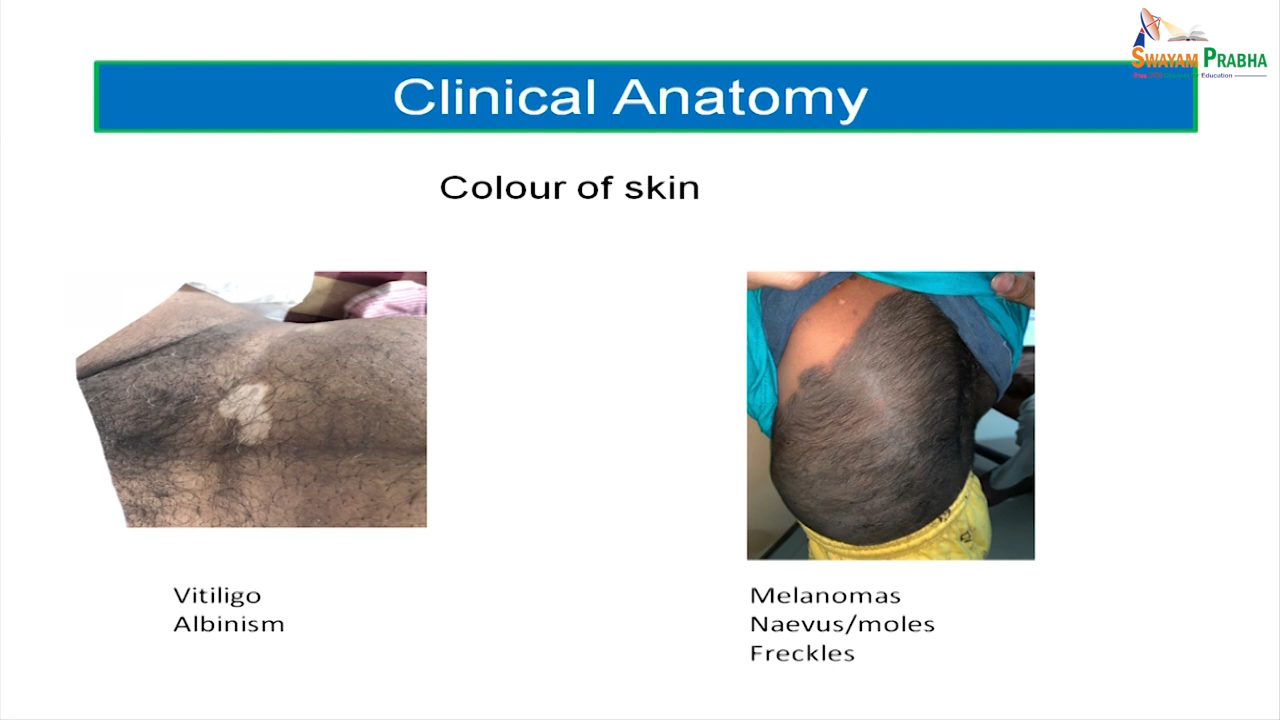 SWAYAM PRABHA
Clinical Anatomy
Colour of skin
Vitiligo
Albinism
Melanomas
Naevus/moles
Freckles